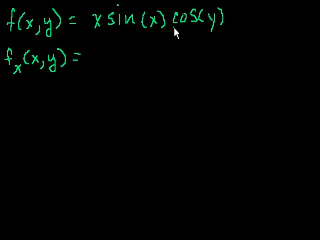 f(x,y) = x sin(x) cos(y)
fₓ(x,y) =